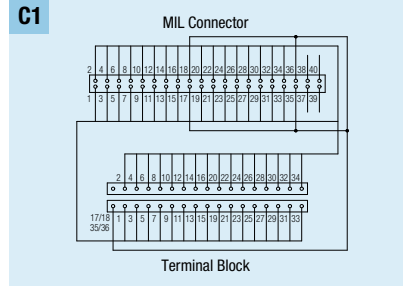 C1
MIL Connector
2 4 6 8 10 12 14 16 18 20 22 24 26 28 30 32 34 36 38 40
1 3 5 7 9 11 13 15 17 19 21 23 25 27 29 31 33 35 37 39
2 4 6 8 10 12 14 16 20 22 24 26 28 30 32 34
17/18 1 3 5 7 9 11 13 15 19 21 23 25 27 29 31 33
35/36
Terminal Block